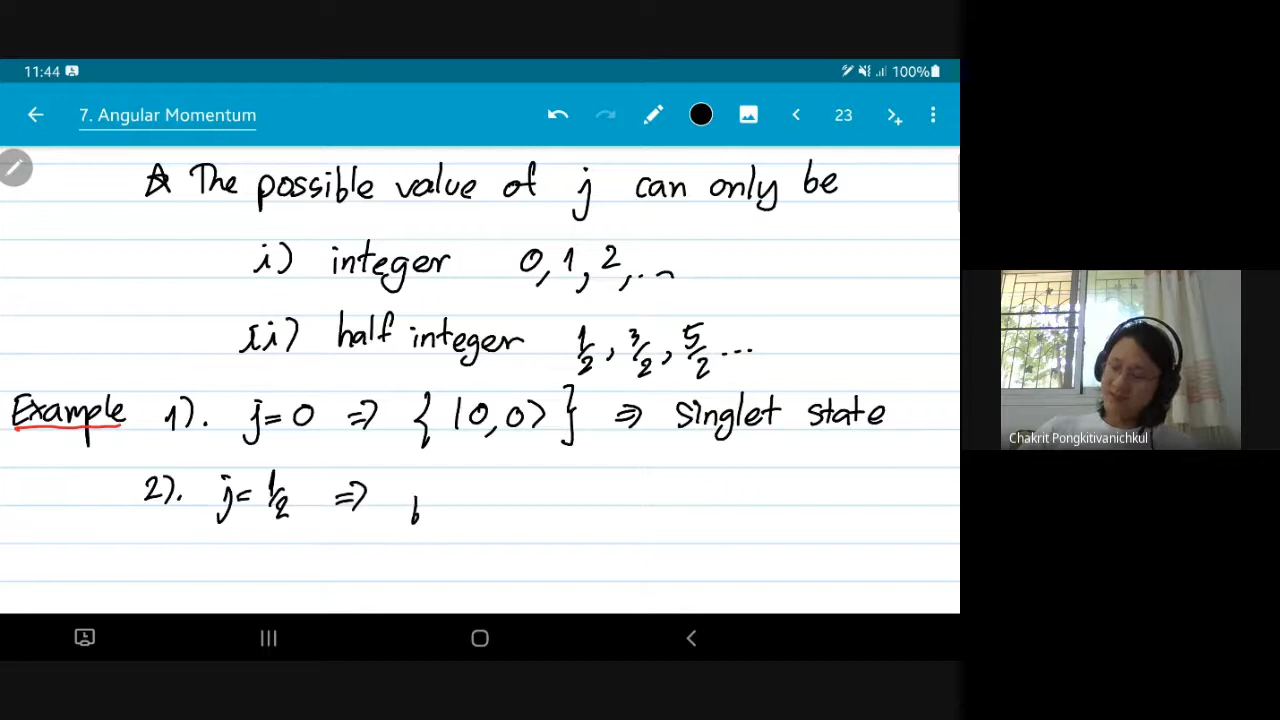 11:44 100%
7. Angular Momentum 23
☆ The possible value of j can only be
i) integer 0, 1, 2, ...
ii) half integer 1/2, 3/2, 5/2 ...
Example 1). j=0 ⇒ { |0,0> } ⇒ singlet state
Chakrit Pongkitivanichkul
2). j= 1/2 ⇒